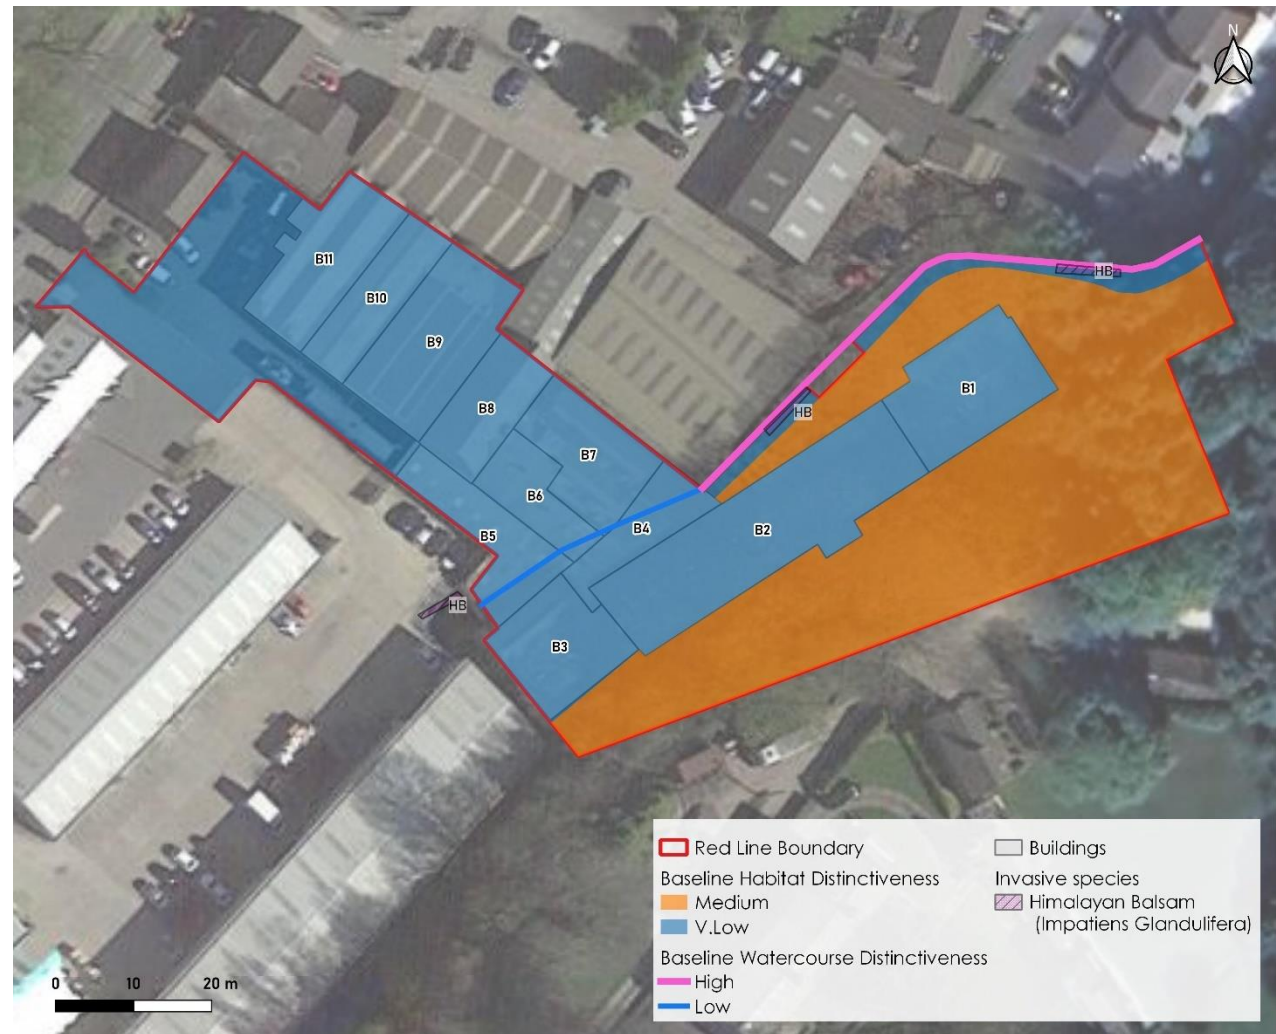 N
B11
B10
HB
B9
B1
B8
HB
B7
B6
B4
B2
B5
HB
B3
Red Line Boundary
Baseline Habitat Distinctiveness
Medium
V.Low
Baseline Watercourse Distinctiveness
High
Low
Buildings
Invasive species
Himalayan Balsam
(Impatiens Glandulifera)
0 10 20 m